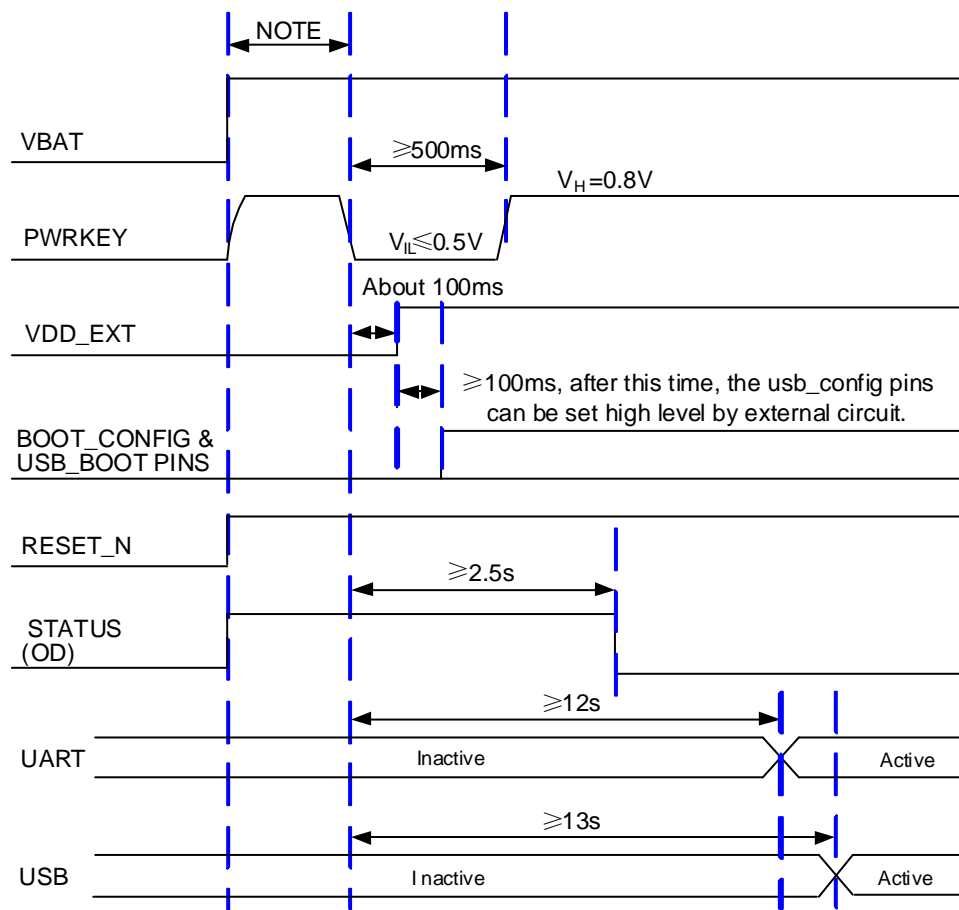 NOTE
VBAT
≥500ms
V_H=0.8V
PWRKEY
V_IL≤0.5V
About 100ms
VDD_EXT
≥100ms, after this time, the usb_config pins
can be set high level by external circuit.
BOOT_CONFIG &
USB_BOOT PINS
RESET_N
≥2.5s
STATUS
(OD)
≥12s
UART
Inactive
Active
≥13s
USB
Inactive
Active